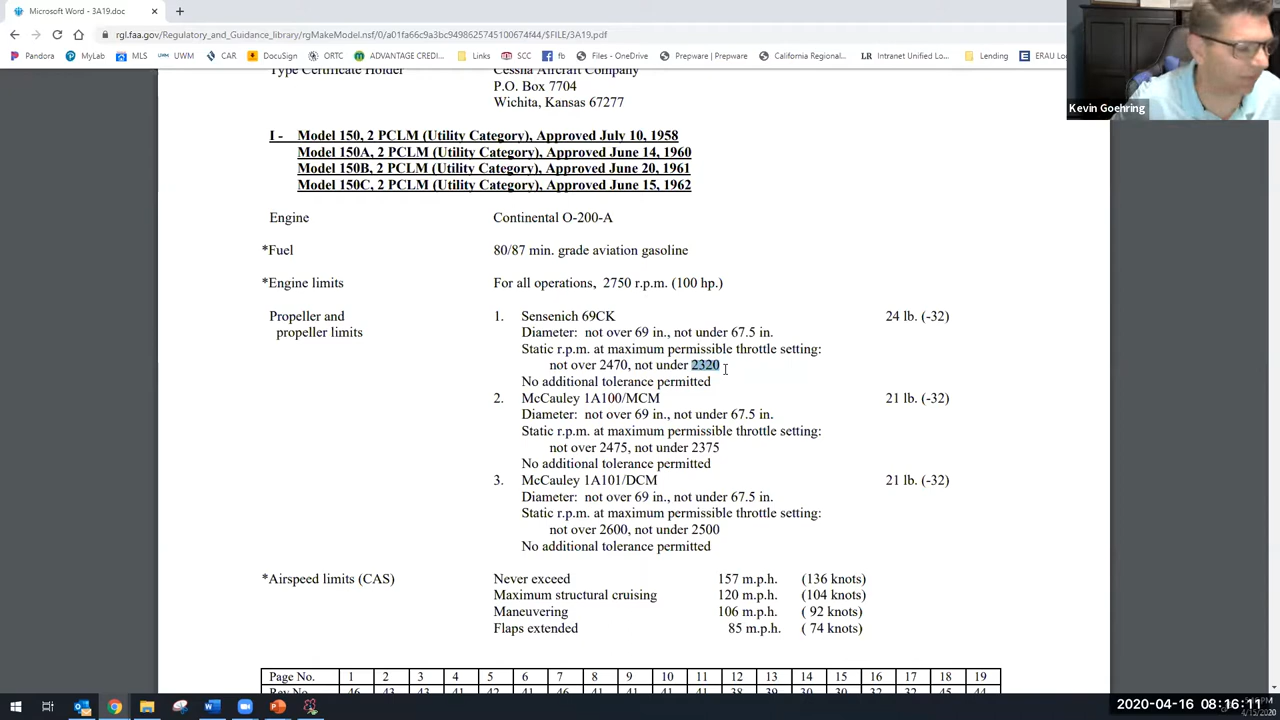 Microsoft Word - 3A19.doc
rgl.faa.gov/Regulatory_and_Guidance_library/rgMakeModel.nsf/0/a01fa66c9a3bc9498625745100674f44/$FILE/3A19.pdf
Pandora MyLab MLS UWM CAR DocuSign ORTC ADVANTAGE CREDI... Links SCC fb Files - OneDrive Prepware | Prepware California Regional... Intranet Unified Lo... Lending ERAU Lo
Type Certificate Holder Cessna Aircraft Company
P.O. Box 7704
Wichita, Kansas 67277
Kevin Goehring
I - Model 150, 2 PCLM (Utility Category), Approved July 10, 1958
Model 150A, 2 PCLM (Utility Category), Approved June 14, 1960
Model 150B, 2 PCLM (Utility Category), Approved June 20, 1961
Model 150C, 2 PCLM (Utility Category), Approved June 15, 1962
Engine Continental O-200-A
*Fuel 80/87 min. grade aviation gasoline
*Engine limits For all operations, 2750 r.p.m. (100 hp.)
Propeller and 1. Sensenich 69CK 24 lb. (-32)
propeller limits Diameter: not over 69 in., not under 67.5 in.
Static r.p.m. at maximum permissible throttle setting:
not over 2470, not under 2320
No additional tolerance permitted
2. McCauley 1A100/MCM 21 lb. (-32)
Diameter: not over 69 in., not under 67.5 in.
Static r.p.m. at maximum permissible throttle setting:
not over 2475, not under 2375
No additional tolerance permitted
3. McCauley 1A101/DCM 21 lb. (-32)
Diameter: not over 69 in., not under 67.5 in.
Static r.p.m. at maximum permissible throttle setting:
not over 2600, not under 2500
No additional tolerance permitted
*Airspeed limits (CAS) Never exceed 157 m.p.h. (136 knots)
Maximum structural cruising 120 m.p.h. (104 knots)
Maneuvering 106 m.p.h. ( 92 knots)
Flaps extended 85 m.p.h. ( 74 knots)
Page No. 1 2 3 4 5 6 7 8 9 10 11 12 13 14 15 16 17 18 19
2020-04-16 08:16:11